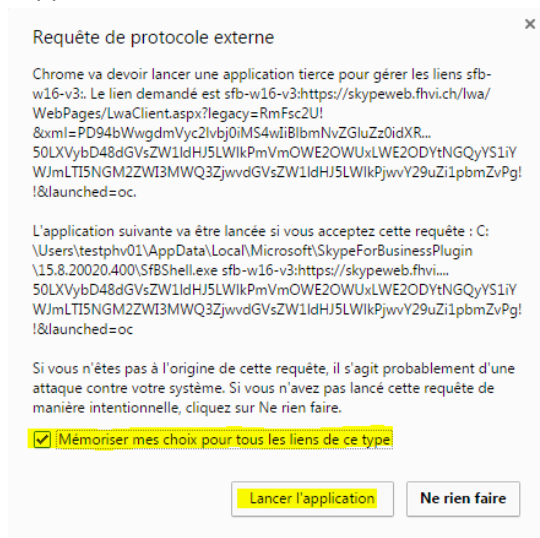 Requête de protocole externe
Chrome va devoir lancer une application tierce pour gérer les liens sfb-
w16-v3:. Le lien demandé est sfb-w16-v3:https://skypeweb.fhvi.ch/lwa/
WebPages/LwaClient.aspx?legacy=RmFsc2U!
&xml=PD94bWwgdmVyc2lvbj0iMS4wIiBlbmNvZGluZz0idXR...
50LXVybD48dGVsZW1ldHJ5LWlkPmVmOWE2OWUxLWE2ODYtNGQyYS1iY
WJmLTI5NGM2ZWI3MWQ3ZjwvdGVsZW1ldHJ5LWlkPjwvY29uZi1pbmZvPg!
!&launched=oc.
L'application suivante va être lancée si vous acceptez cette requête : C:
\Users\testphv01\AppData\Local\Microsoft\SkypeForBusinessPlugin
\15.8.20020.400\SfBShell.exe sfb-w16-v3:https://skypeweb.fhvi....
50LXVybD48dGVsZW1ldHJ5LWlkPmVmOWE2OWUxLWE2ODYtNGQyYS1iY
WJmLTI5NGM2ZWI3MWQ3ZjwvdGVsZW1ldHJ5LWlkPjwvY29uZi1pbmZvPg!
!&launched=oc
Si vous n'êtes pas à l'origine de cette requête, il s'agit probablement d'une
attaque contre votre système. Si vous n'avez pas lancé cette requête de
manière intentionnelle, cliquez sur Ne rien faire.
Mémoriser mes choix pour tous les liens de ce type
Lancer l'application
Ne rien faire